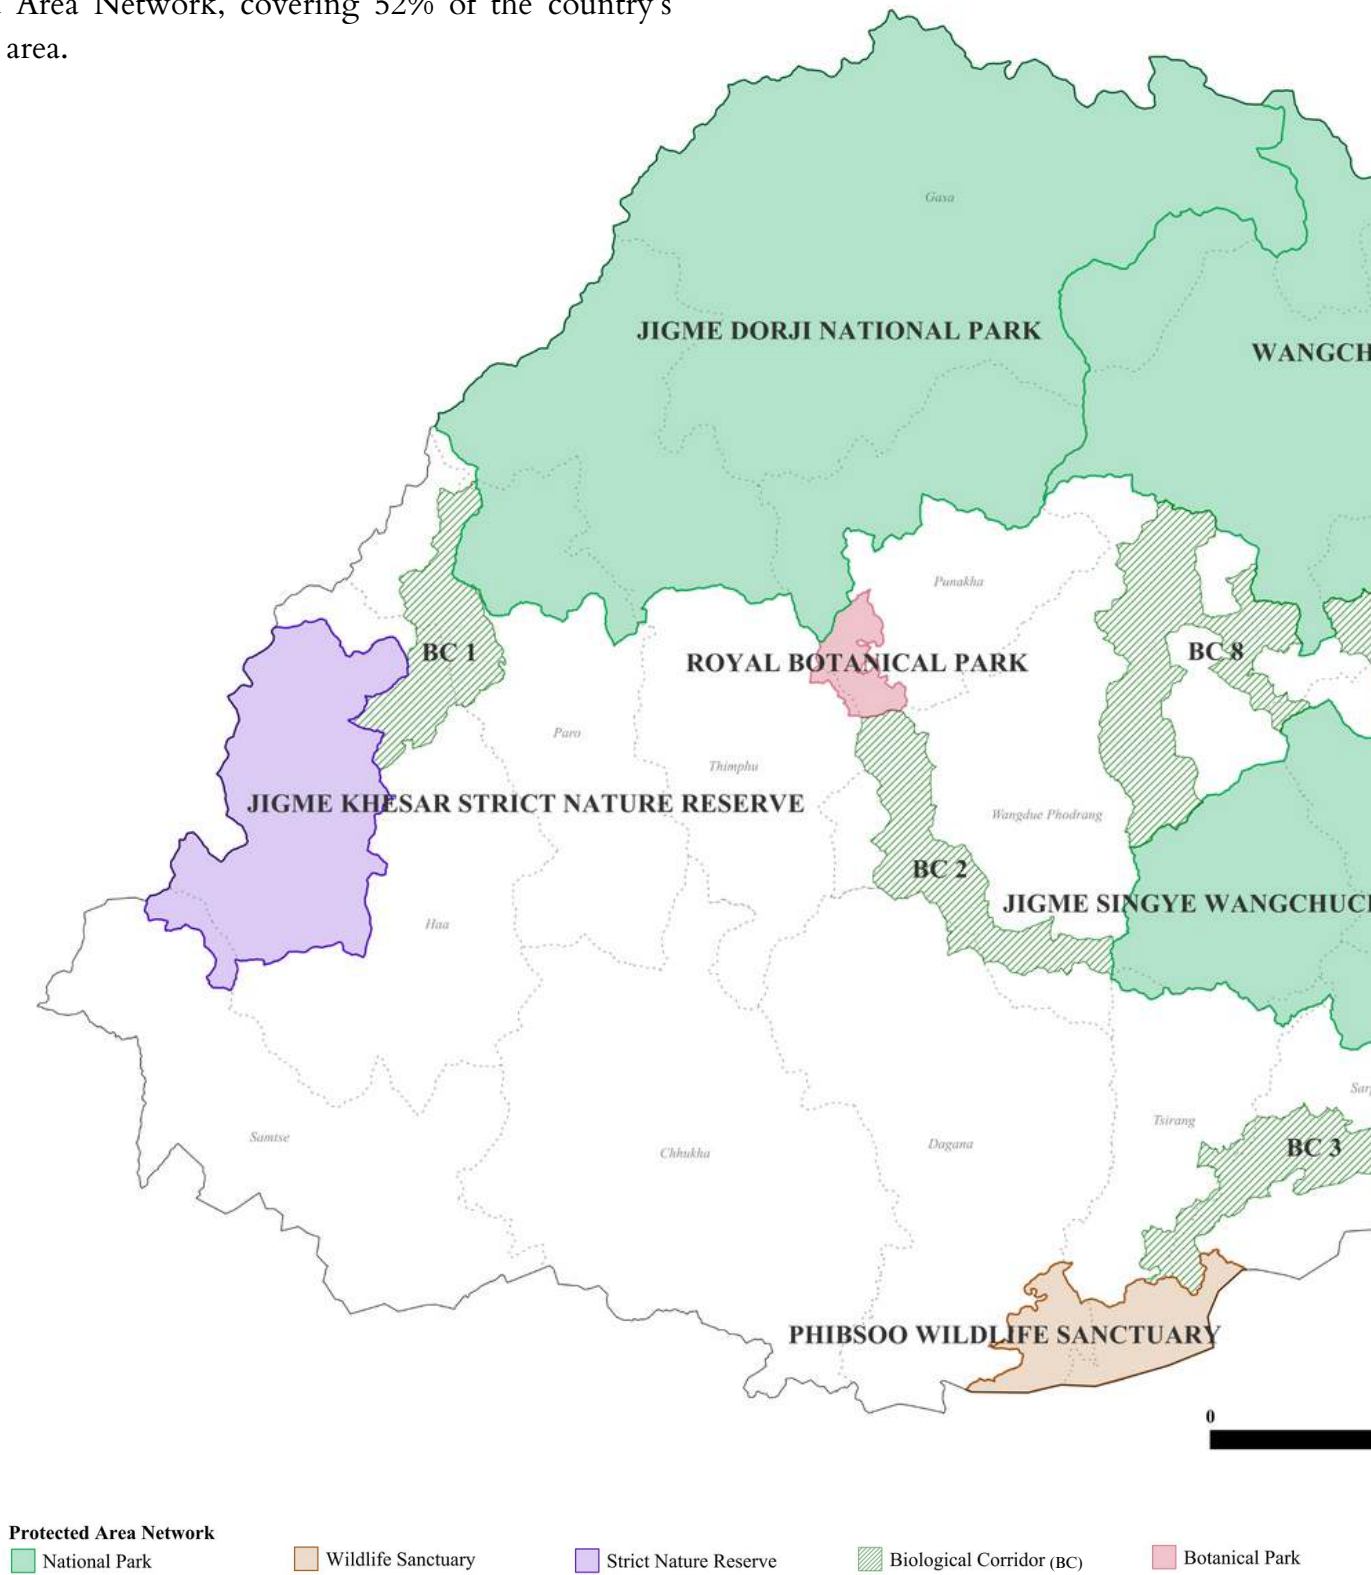 Area Network, covering 52% of the country's
area.
Gasa
JIGME DORJI NATIONAL PARK
WANGCH
Punakha
BC 1
BC 8
ROYAL BOTANICAL PARK
Paro
Thimphu
JIGME KHESAR STRICT NATURE RESERVE
Wangdue Phodrang
BC 2
JIGME SINGYE WANGCHUC
Haa
Sar
Tsirang
Samtse
Dagana
BC 3
Chhukha
PHIBSOO WILDLIFE SANCTUARY
0
Protected Area Network
National Park
Wildlife Sanctuary
Strict Nature Reserve
Biological Corridor (BC)
Botanical Park